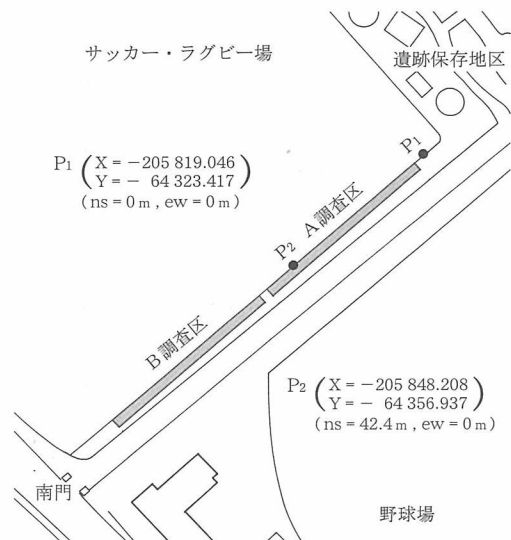 サッカー・ラグビー場
遺跡保存地区
P1
P1 (X = -205 819.046
Y = - 64 323.417)
(ns = 0 m , ew = 0 m)
A調査区
P2
B調査区
P2 (X = -205 848.208
Y = - 64 356.937)
(ns = 42.4 m , ew = 0 m)
南門
野球場